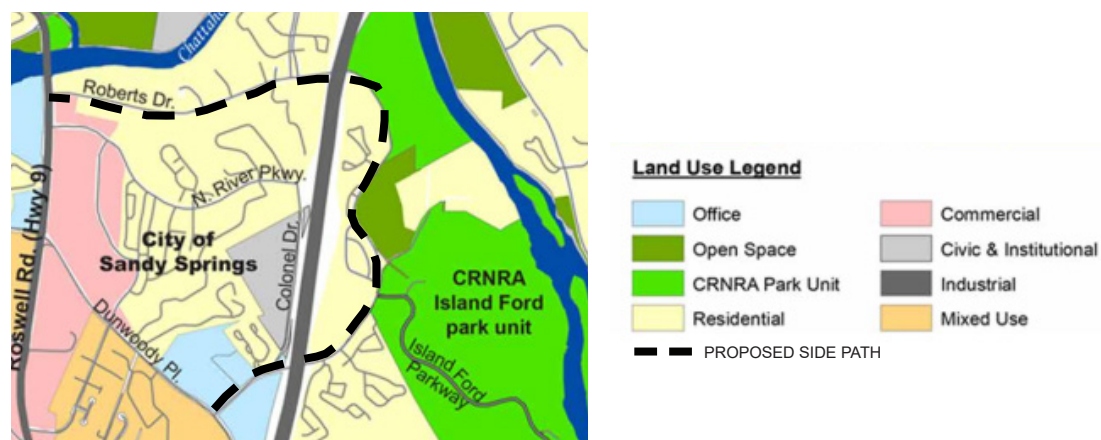 Chattaho
Roberts Dr.
N. River Pkwy.
Roswell Rd. (Hwy 9)
City of
Sandy Springs
Colonel Dr.
Dunwoody Pl.
CRNRA
Island Ford
park unit
Island Ford
Parkway
Land Use Legend
Office
Open Space
CRNRA Park Unit
Residential
Commercial
Civic & Institutional
Industrial
Mixed Use
PROPOSED SIDE PATH